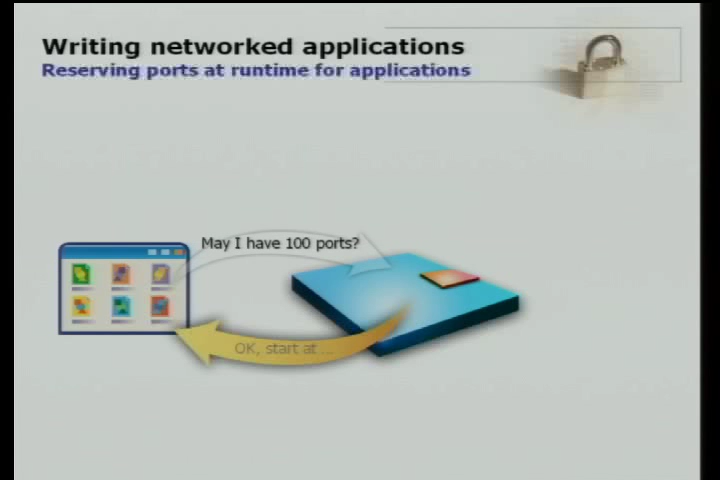 Writing networked applications
Reserving ports at runtime for applications
May I have 100 ports?
OK, start at ...